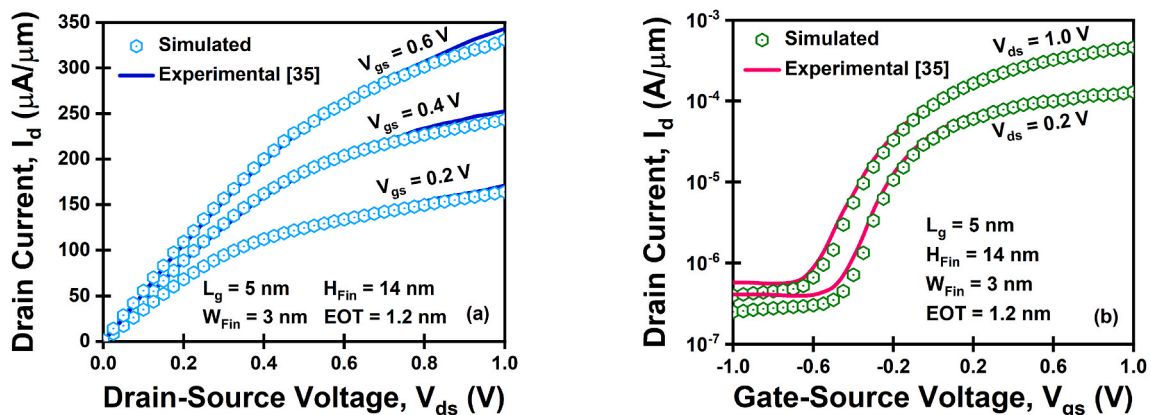 350
300
250
200
150
100
50
0
0.0 0.2 0.4 0.6 0.8 1.0
Drain Current, I_d (μA/μm)
Drain-Source Voltage, V_ds (V)
Simulated
Experimental [35]
V_gs = 0.6 V
V_gs = 0.4 V
V_gs = 0.2 V
L_g = 5 nm H_Fin = 14 nm
W_Fin = 3 nm EOT = 1.2 nm (a)
10⁻³
10⁻⁴
10⁻⁵
10⁻⁶
10⁻⁷
-1.0 -0.6 -0.2 0.2 0.6 1.0
Drain Current, I_d (A/μm)
Gate-Source Voltage, V_gs (V)
Simulated
Experimental [35]
V_ds = 1.0 V
V_ds = 0.2 V
L_g = 5 nm
H_Fin = 14 nm
W_Fin = 3 nm
EOT = 1.2 nm (b)